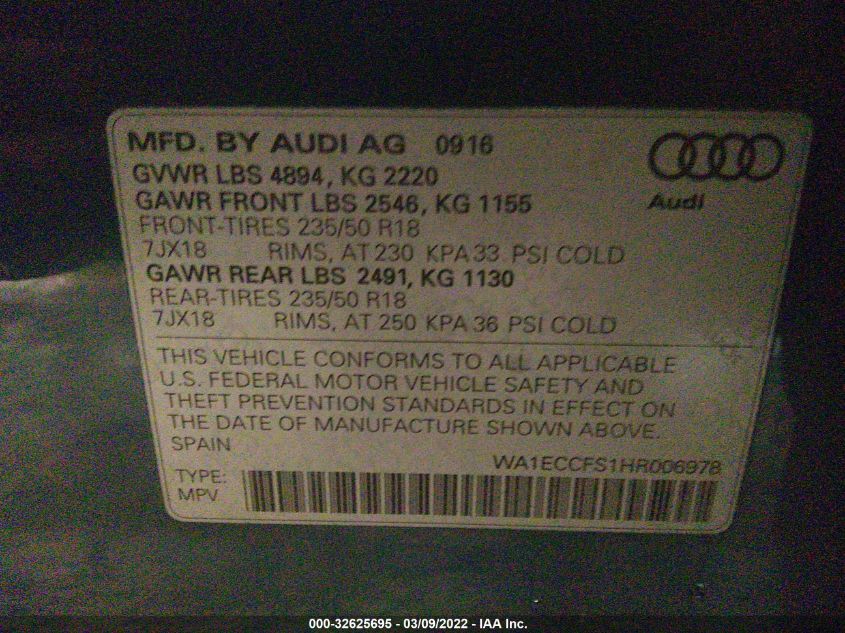 MFD. BY AUDI AG 0916
GVWR LBS 4894, KG 2220
GAWR FRONT LBS 2546, KG 1155
Audi
FRONT-TIRES 235/50 R18
7JX18 RIMS, AT 230 KPA 33 PSI COLD
GAWR REAR LBS 2491, KG 1130
REAR-TIRES 235/50 R18
7JX18 RIMS, AT 250 KPA 36 PSI COLD
THIS VEHICLE CONFORMS TO ALL APPLICABLE
U.S. FEDERAL MOTOR VEHICLE SAFETY AND
THEFT PREVENTION STANDARDS IN EFFECT ON
THE DATE OF MANUFACTURE SHOWN ABOVE.
SPAIN
WA1ECCFS1HR006978
TYPE:
MPV
000-32625695 - 03/09/2022 - IAA Inc.